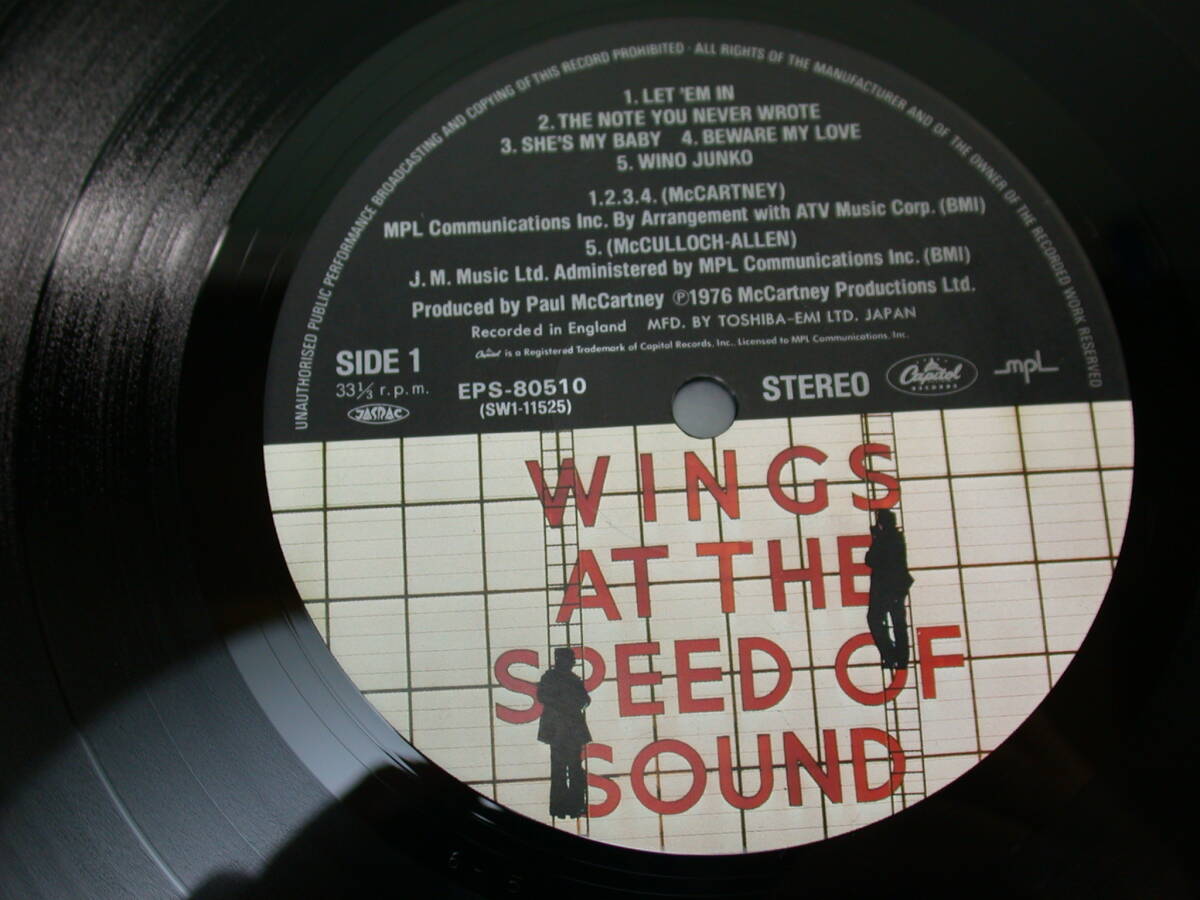 UNAUTHORISED PUBLIC PERFORMANCE BROADCASTING AND COPYING OF THIS RECORD PROHIBITED · ALL RIGHTS OF THE MANUFACTURER AND OF THE OWNER OF THE RECORDED WORK RESERVED
1. LET 'EM IN
2. THE NOTE YOU NEVER WROTE
3. SHE'S MY BABY 4. BEWARE MY LOVE
5. WINO JUNKO
1.2.3.4. (McCARTNEY)
MPL Communications Inc. By Arrangement with ATV Music Corp. (BMI)
5. (McCULLOCH-ALLEN)
J. M. Music Ltd. Administered by MPL Communications Inc. (BMI)
Produced by Paul McCartney ℗1976 McCartney Productions Ltd.
Recorded in England MFD. BY TOSHIBA-EMI LTD. JAPAN
Capitol is a Registered Trademark of Capitol Records, Inc. Licensed to MPL Communications, Inc.
SIDE 1
33 1/3 r.p.m.
JASRAC
EPS-80510
(SW1-11525)
STEREO
Capitol
RECORDS
MPL
WINGS
AT THE
SPEED OF
SOUND